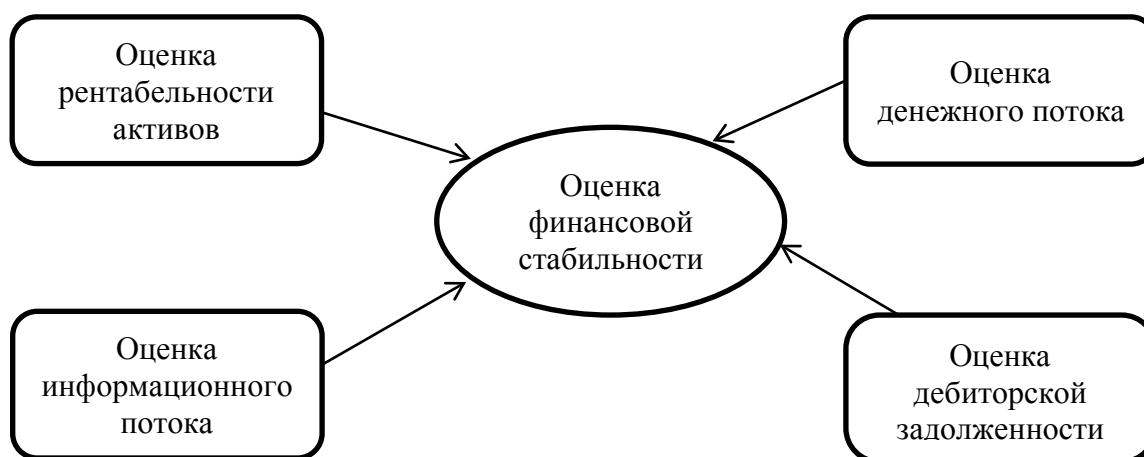 Оценка
рентабельности
активов
Оценка
денежного потока
Оценка
финансовой
стабильности
Оценка
информационного
потока
Оценка
дебиторской
задолженности